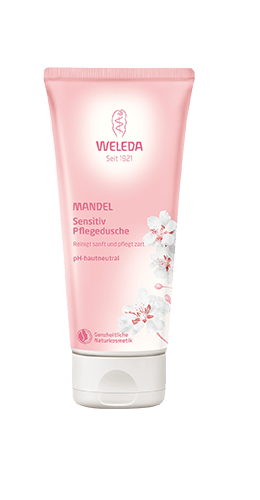 WELEDA
Seit 1921
MANDEL
Sensitiv
Pflegedusche
Reinigt sanft und pflegt zart.
pH-hautneutral
Ganzheitliche
Naturkosmetik